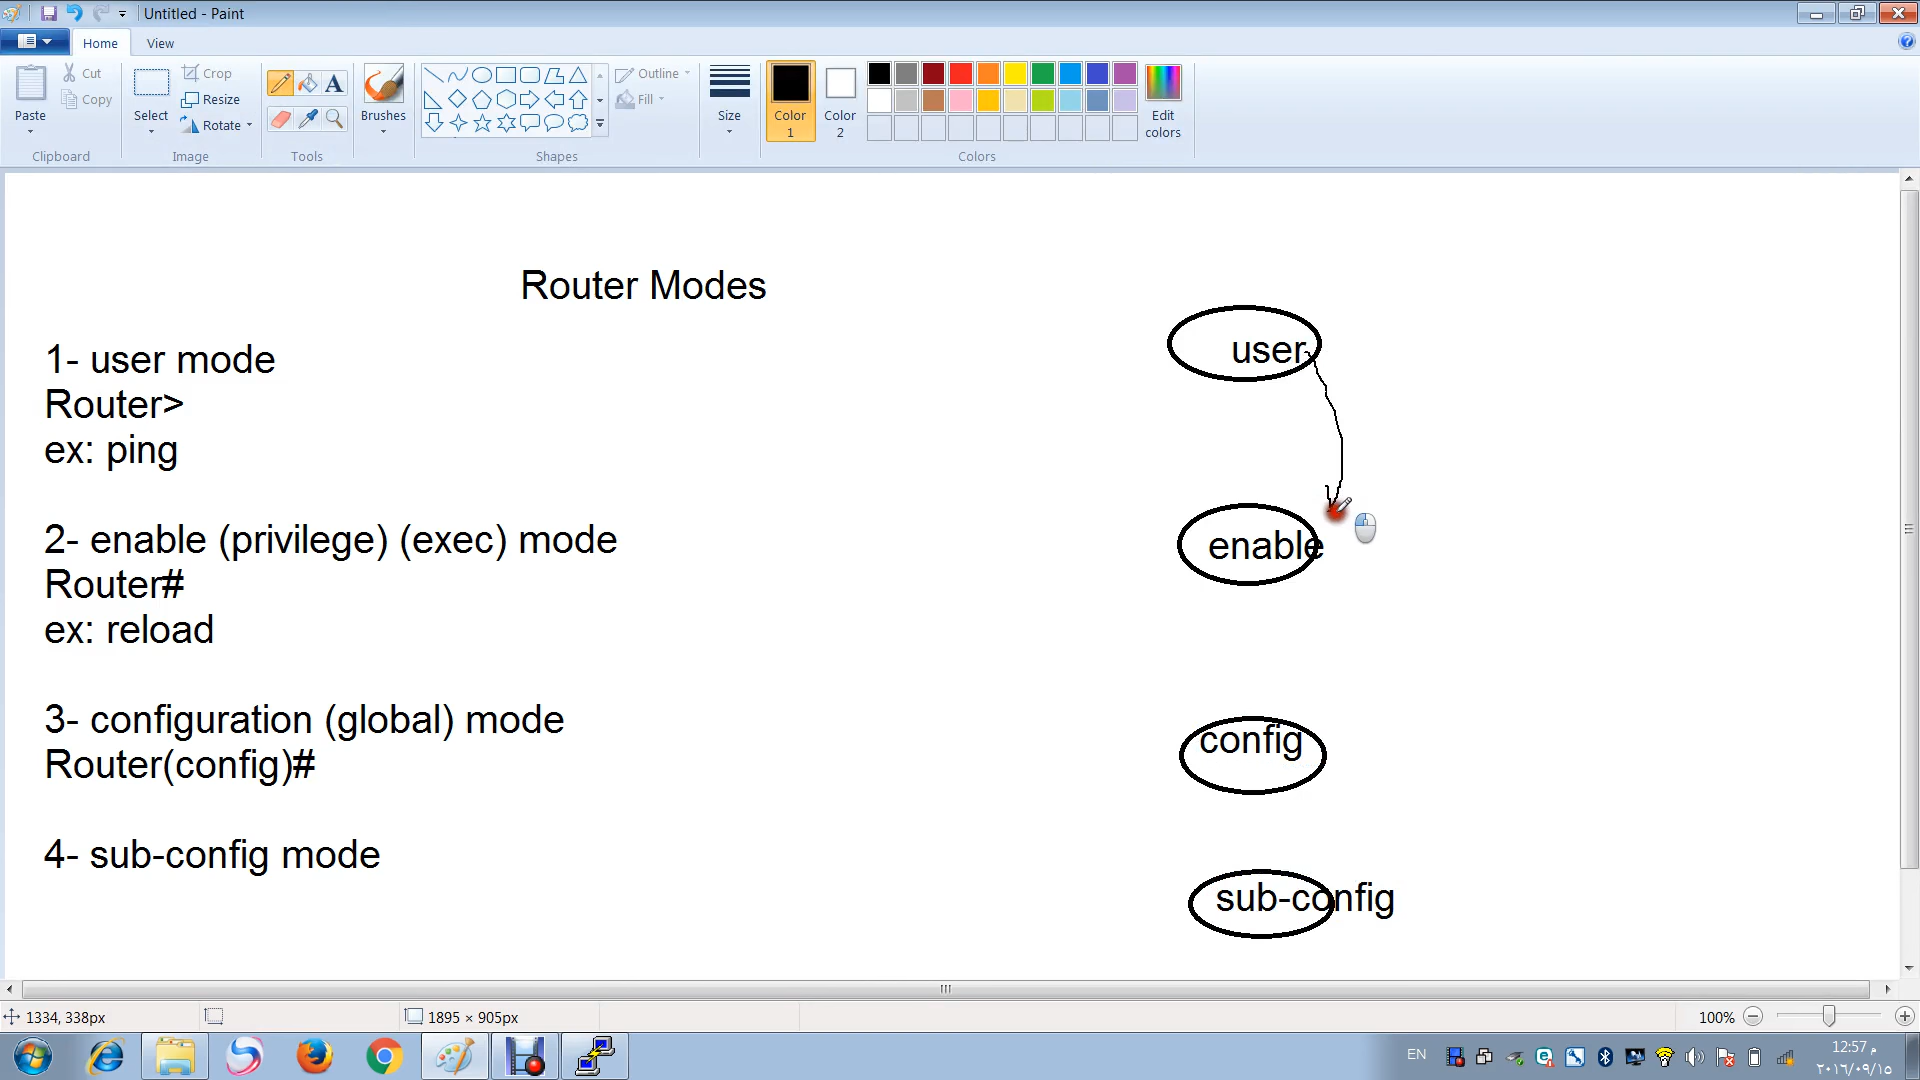 Untitled - Paint
Home
View
Paste
Cut
Copy
Clipboard
Select
Crop
Resize
Rotate
Image
A
Tools
Brushes
Shapes
Outline
Fill
Size
Color
1
Color
2
Edit
colors
Colors
Router Modes
1- user mode
Router>
ex: ping
2- enable (privilege) (exec) mode
Router#
ex: reload
3- configuration (global) mode
Router(config)#
4- sub-config mode
user
enable
config
sub-config
1334, 338px
1895 × 905px
100%
EN
12:57 م
٢٠١٦/٠٩/١٥